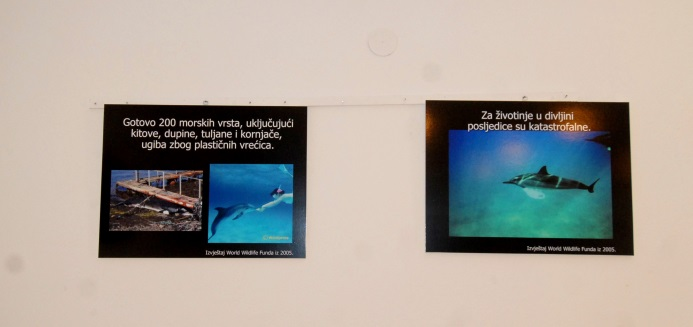 Gotovo 200 morskih vrsta, uključujući
kitove, dupine, tuljane i kornjače,
ugiba zbog plastičnih vrećica.
Izvještaj World Wildlife Funda iz 2005.
Za životinje u divljini
posljedice su katastrofalne.
Izvještaj World Wildlife Funda iz 2005.